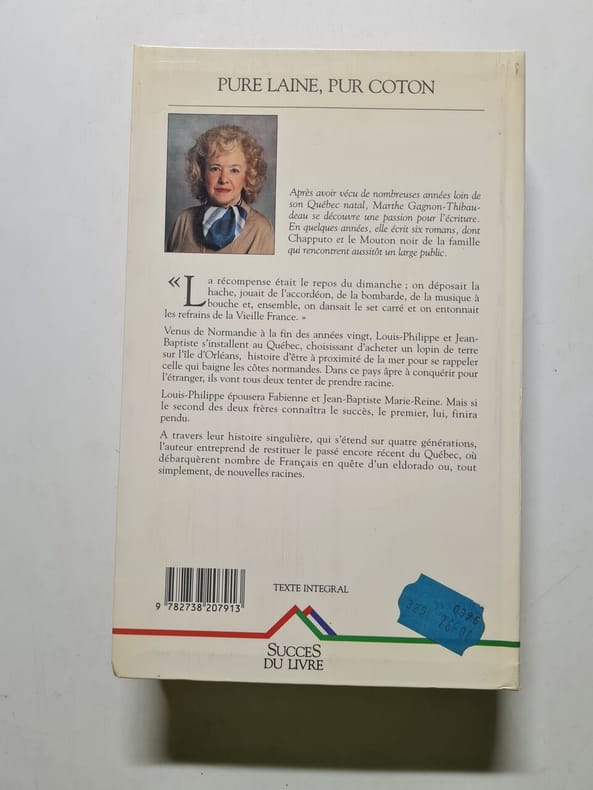 PURE LAINE, PUR COTON
Après avoir vécu de nombreuses années loin de
son Québec natal, Marthe Gagnon-Thibau-
deau se découvre une passion pour l'écriture.
En quelques années, elle écrit six romans, dont
Chapputo et le Mouton noir de la famille
qui rencontrent aussitôt un large public.
« La récompense était le repos du dimanche ; on déposait la
hache, jouait de l'accordéon, de la bombarde, de la musique à
bouche et, ensemble, on dansait le set carré et on entonnait
les refrains de la Vieille France. »
Venus de Normandie à la fin des années vingt, Louis-Philippe et Jean-
Baptiste s'installent au Québec, choisissant d'acheter un lopin de terre
sur l'île d'Orléans, histoire d'être à proximité de la mer pour se rappeler
celle qui baigne les côtes normandes. Dans ce pays âpre à conquérir pour
l'étranger, ils vont tous deux tenter de prendre racine.
Louis-Philippe épousera Fabienne et Jean-Baptiste Marie-Reine. Mais si
le second des deux frères connaîtra le succès, le premier, lui, finira
pendu.
A travers leur histoire singulière, qui s'étend sur quatre générations,
l'auteur entreprend de restituer le passé encore récent du Québec, où
débarquèrent nombre de Français en quête d'un eldorado ou, tout
simplement, de nouvelles racines.
TEXTE INTEGRAL
9 782738 207913
0396
SUCCES
DU LIVRE